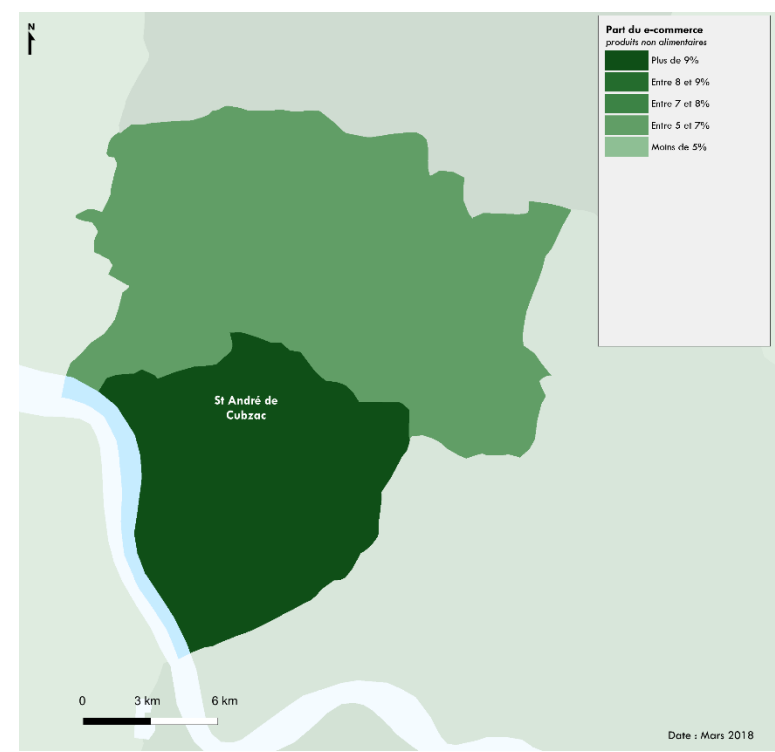 N
Part du e-commerce
produits non alimentaires
Plus de 9%
Entre 8 et 9%
Entre 7 et 8%
Entre 5 et 7%
Moins de 5%
St André de
Cubzac
0 3 km 6 km
Date : Mars 2018